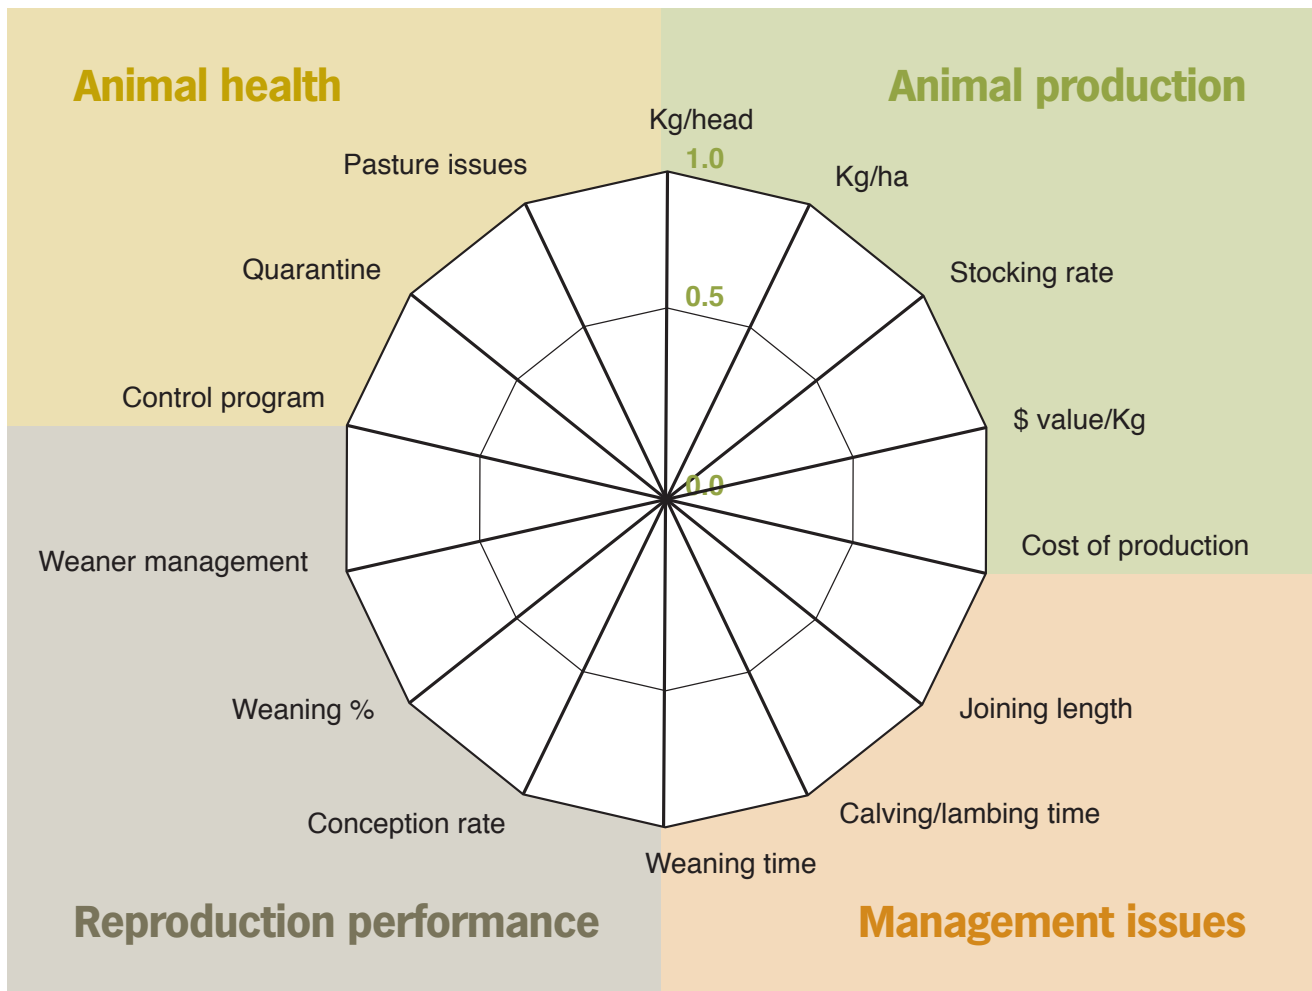 Animal health
Animal production
Kg/head
1.0
Pasture issues
Kg/ha
Quarantine
Stocking rate
0.5
Control program
$ value/Kg
0.0
Weaner management
Cost of production
Weaning %
Joining length
Conception rate
Calving/lambing time
Weaning time
Reproduction performance
Management issues